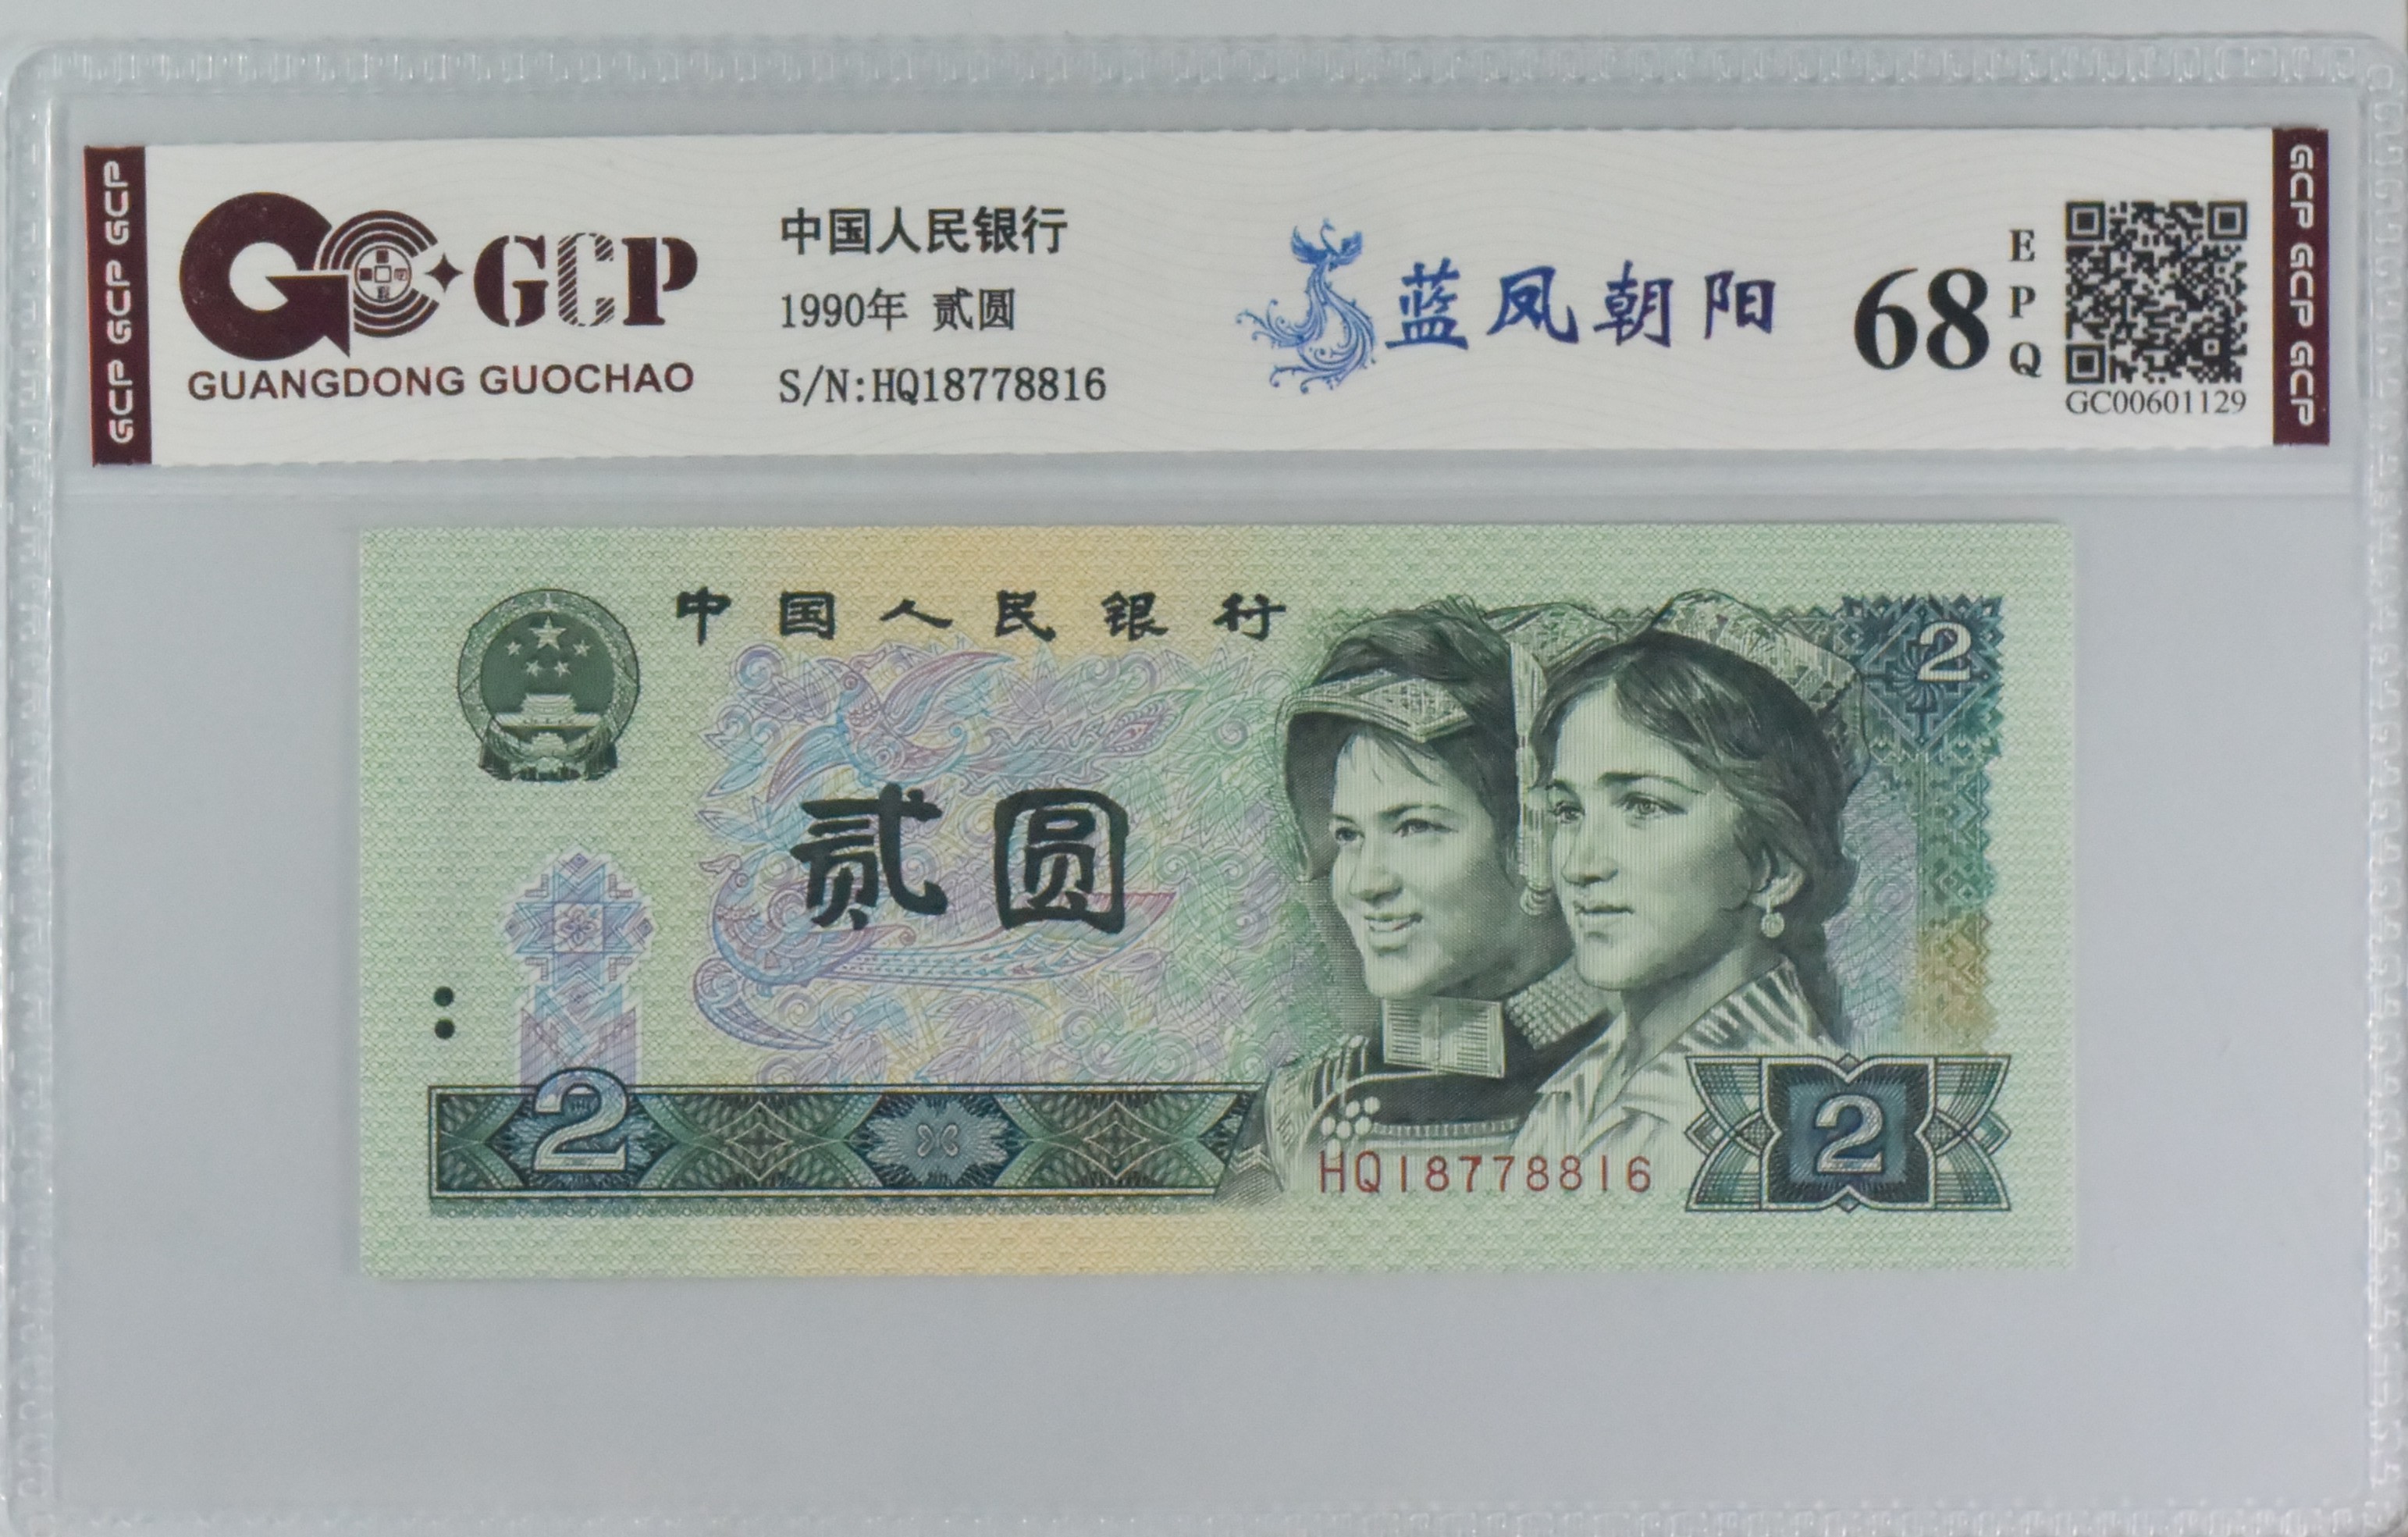 GCP GCP GCP
GCP
GUANGDONG GUOCHAO
中国人民银行
1990年 贰圆
S/N:HQ18778816
蓝凤朝阳
68
EPQ
GC00601129
GCP GCP GCP
中国人民银行
2
贰圆
2
HQ18778816
2